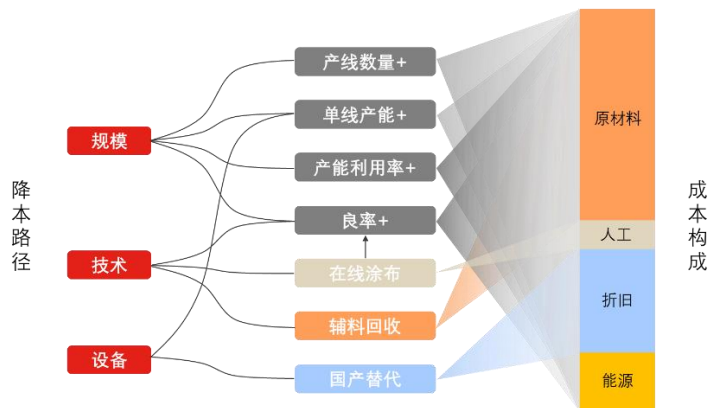 降本路径
规模
技术
设备
产线数量+
单线产能+
产能利用率+
良率+
在线涂布
辅料回收
国产替代
原材料
人工
折旧
能源
成本构成